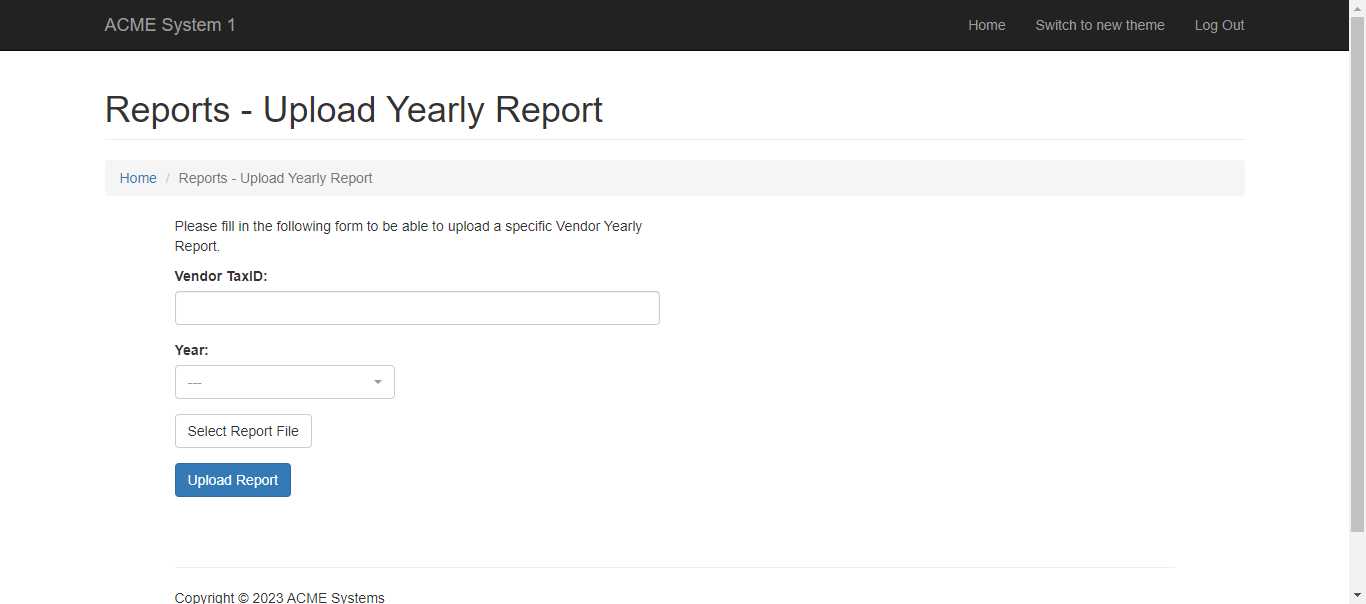 ACME System 1
Home
Switch to new theme
Log Out
Reports - Upload Yearly Report
Home / Reports - Upload Yearly Report
Please fill in the following form to be able to upload a specific Vendor Yearly
Report.
Vendor TaxID:
Year:
---
Select Report File
Upload Report
Copyright © 2023 ACME Systems